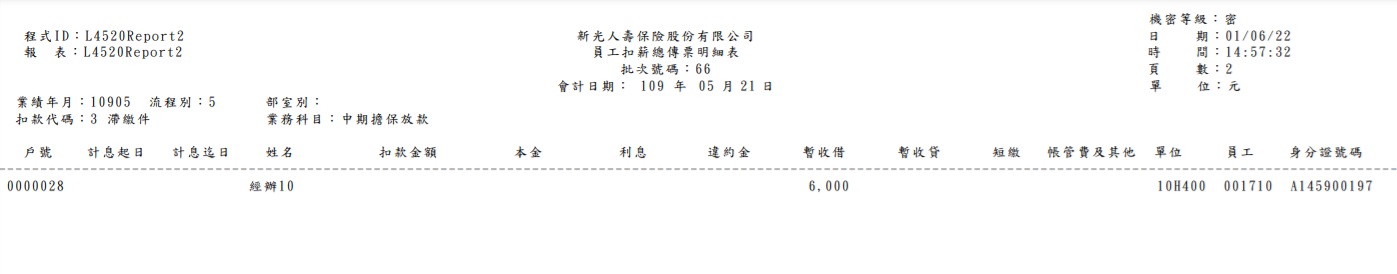 機密等級：密
程式ID：L4520Report2 新光人壽保險股份有限公司 日 期：01/06/22
報 表：L4520Report2 員工扣薪總傳票明細表 時 間：14:57:32
批次號碼：66 頁 數：2
會計日期： 109 年 05 月 21 日 單 位：元
業績年月：10905 流程別：5 部室別：
扣款代碼：3 滯繳件 業務科目：中期擔保放款
戶號 計息起日 計息迄日 姓名 扣款金額 本金 利息 違約金 暫收借 暫收貸 短繳 帳管費及其他 單位 員工 身分證號碼
0000028 經辦10 6,000 10H400 001710 A145900197